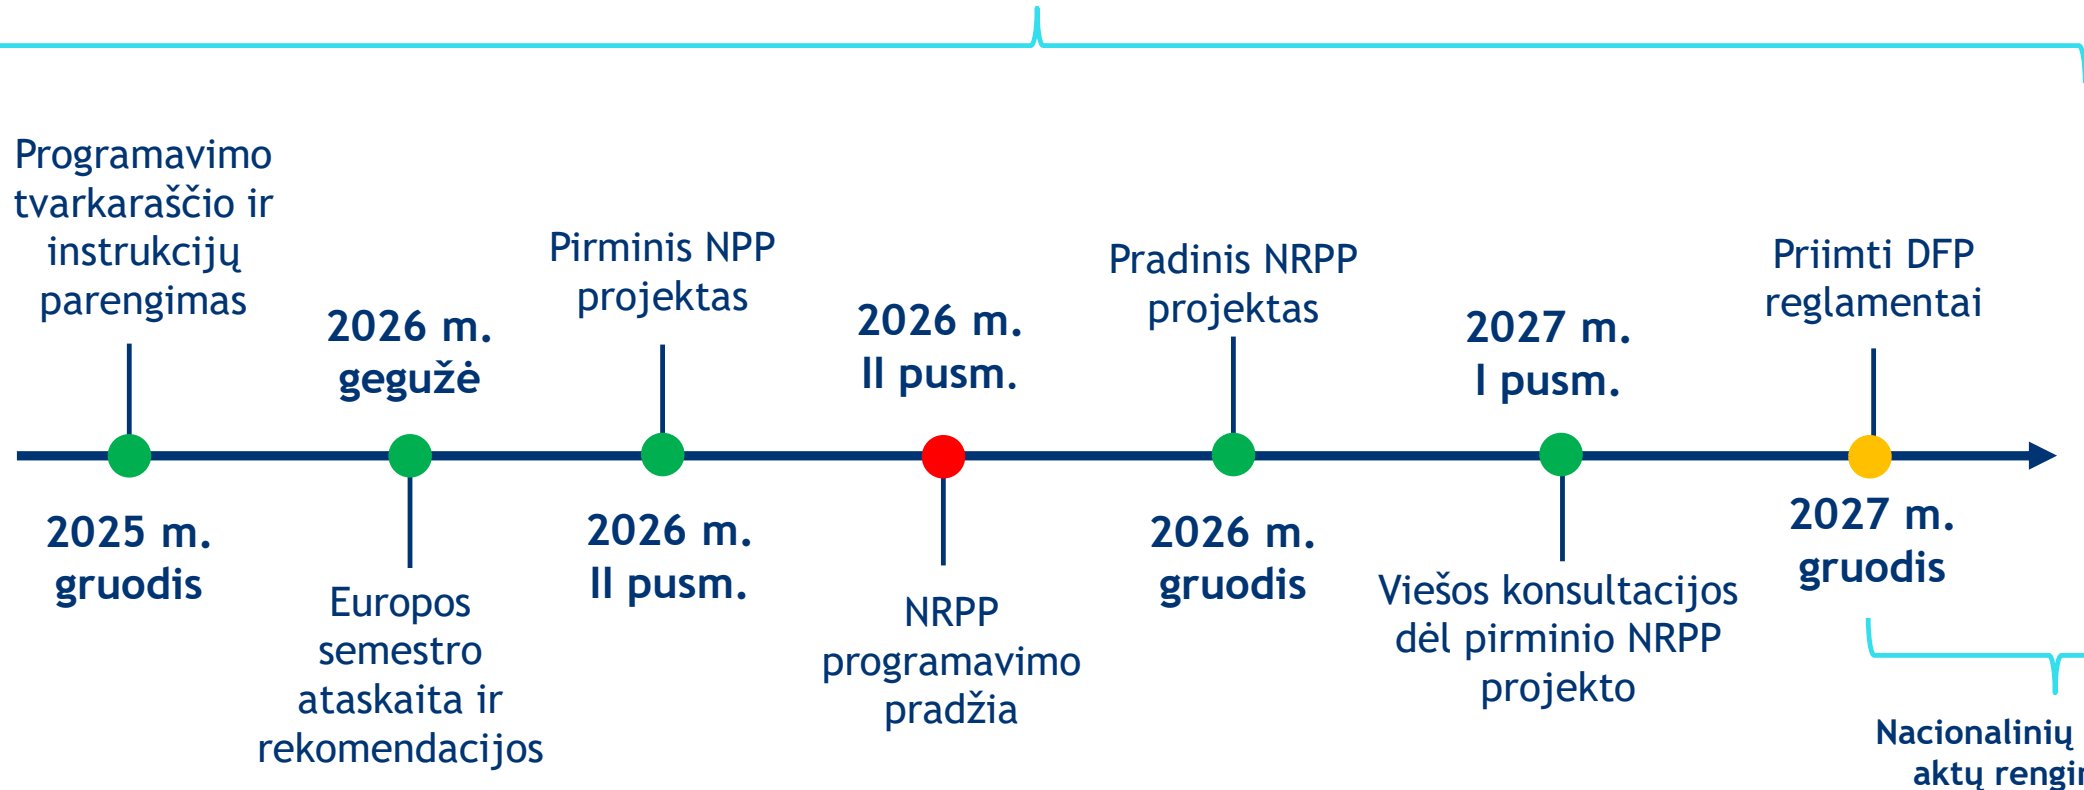 Programavimo
tvarkaraščio ir
instrukcijų
parengimas
2025 m.
gruodis
2026 m.
gegužė
Europos
semestro
ataskaita ir
rekomendacijos
Pirminis NPP
projektas
2026 m.
II pusm.
2026 m.
II pusm.
NRPP
programavimo
pradžia
Pradinis NRPP
projektas
2026 m.
gruodis
2027 m.
I pusm.
Viešos konsultacijos
dėl pirminio NRPP
projekto
Priimti DFP
reglamentai
2027 m.
gruodis
Nacionalinių
aktų